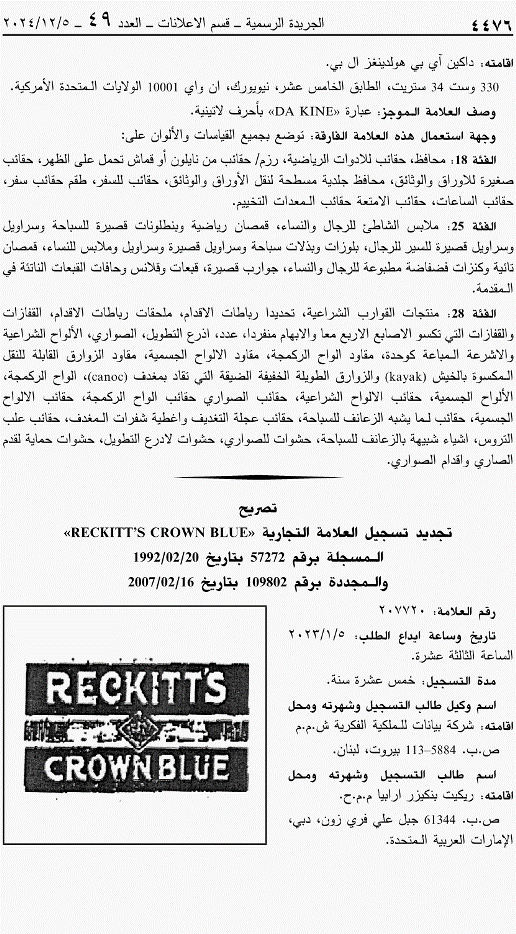 ٤٤٧٦ الجريدة الرسمية ــ قسم الاعلانات ــ العدد ٤٩ ــ ٢٠٢٤/١٢/٥
اقامته: داكين آي بي هولدينغز ال بي.
330 وست 34 ستريت، الطابق الخامس عشر، نيويورك، ان واي 10001 الولايات المتحدة الأمركية.
وصف العلامة الموجز: عبارة «DA KINE» بأحرف لاتينية.
وجهة استعمال هذه العلامة الفارقة: توضع بجميع القياسات والألوان على:
الفئة 18: محافظ، حقائب للادوات الرياضية، رزم/ حقائب من نايلون أو قماش تحمل على الظهر، حقائب
صغيرة للاوراق والوثائق، محافظ جلدية مسطحة لنقل الأوراق والوثائق، حقائب للسفر، طقم حقائب سفر،
حقائب الساعات، حقائب الامتعة حقائب المعدات التخييم.
الفئة 25: ملابس الشاطئ للرجال والنساء، قمصان رياضية وبنطلونات قصيرة للسباحة وسراويل
وسراويل قصيرة للسير للرجال، بلوزات وبذلات سباحة وسراويل قصيرة وسراويل وملابس للنساء، قمصان
تائية وكنزات فضفاضة مطبوعة للرجال والنساء، جوارب قصيرة، قبعات وقلانس وحافات القبعات الناتئة في
المقدمة.
الفئة 28: منتجات القوارب الشراعية، تحديدا رباطات الاقدام، ملحقات رباطات الاقدام، القفازات
والقفازات التي تكسو الاصابع الاربع معا والابهام منفردا، عدد، اذرع التطويل، الصواري، الألواح الشراعية
والاشرعة المباعة كوحدة، مقاود الواح الركمجة، مقاود الالواح الجسمية، مقاود الزوارق القابلة للنقل
المكسوة بالخيش (kayak) والزوارق الطويلة الخفيفة الضيقة التي تقاد بمغدف (canoc)، الواح الركمجة،
الألواح الجسمية، حقائب الالواح الشراعية، حقائب الصواري حقائب الواح الركمجة، حقائب الالواح
الجسمية، حقائب لما يشبه الزعانف للسباحة، حقائب عجلة التغديف واغطية شفرات المغدف، حقائب علب
التروس، اشياء شبيهة بالزعانف للسباحة، حشوات للصواري، حشوات لادرع التطويل، حشوات حماية لقدم
الصاري واقدام الصواري.
تصريح
تجديد تسجيل العلامة التجارية «RECKITT'S CROWN BLUE»
المسجلة برقم 57272 بتاريخ 1992/02/20
والمجددة برقم 109802 بتاريخ 2007/02/16
رقم العلامة: ٢٠٧٧٢٠
تاريخ وساعة ايداع الطلب: ٢٠٢٣/١/٥
الساعة الثالثة عشرة.
مدة التسجيل: خمس عشرة سنة.
اسم وكيل طالب التسجيل وشهرته ومحل
اقامته: شركة بيانات للملكية الفكرية ش.م.م
ص.ب. 5884–113 بيروت، لبنان.
اسم طالب التسجيل وشهرته ومحل
اقامته: ريكيت بنكيزر ارابيا م.م.ح.
ص.ب. 61344 جبل علي فري زون، دبي،
الإمارات العربية المتحدة.
RECKITT'S
CROWN BLUE